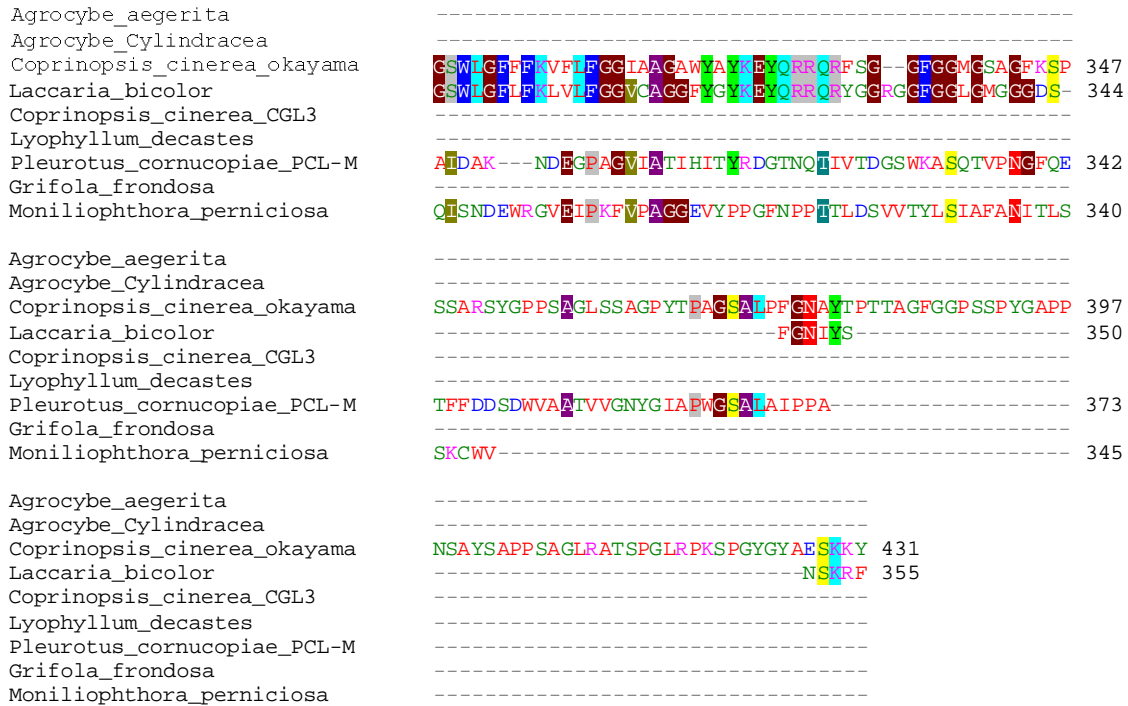 Agrocybe_aegerita --------------------------------------------------
Agrocybe_Cylindracea --------------------------------------------------
Coprinopsis_cinerea_okayama GSWLGFFFKVFLFGGIAAGAWYAYKEYQRRQRFSG--GFGGMGSAGFKSP 347
Laccaria_bicolor GSWLGFLFKLVLFGGVCAGGFYGYKEYQRRQRYGGRGGFGGLGMGGGDS- 344
Coprinopsis_cinerea_CGL3 --------------------------------------------------
Lyophyllum_decastes --------------------------------------------------
Pleurotus_cornucopiae_PCL-M AIDAK---NDEGPAGVIATIHITYRDGTNQTIVTDGSWKASQTVPNGFQE 342
Grifola_frondosa --------------------------------------------------
Moniliophthora_perniciosa QISNDEWRGVEIPKFVPAGGEVYPPGFNPPTTLDSVVTYLSIAFANITLS 340
Agrocybe_aegerita --------------------------------------------------
Agrocybe_Cylindracea --------------------------------------------------
Coprinopsis_cinerea_okayama SSARSYGPPSAGLSSAGPYTPAGSALPFGNAYTPTTAGFGGPSSPYGAPP 397
Laccaria_bicolor ---------------------------FGNIYS----------------- 350
Coprinopsis_cinerea_CGL3 --------------------------------------------------
Lyophyllum_decastes --------------------------------------------------
Pleurotus_cornucopiae_PCL-M TFFDDSDWVAATVVGNYGIAPWGSALAIPPA------------------- 373
Grifola_frondosa --------------------------------------------------
Moniliophthora_perniciosa SKCWV--------------------------------------------- 345
Agrocybe_aegerita ----------------------------------
Agrocybe_Cylindracea ----------------------------------
Coprinopsis_cinerea_okayama NSAYSAPPSAGLRATSPGLRPKSPGYGYAESKKY 431
Laccaria_bicolor -----------------------------NSKRF 355
Coprinopsis_cinerea_CGL3 ----------------------------------
Lyophyllum_decastes ----------------------------------
Pleurotus_cornucopiae_PCL-M ----------------------------------
Grifola_frondosa ----------------------------------
Moniliophthora_perniciosa ----------------------------------